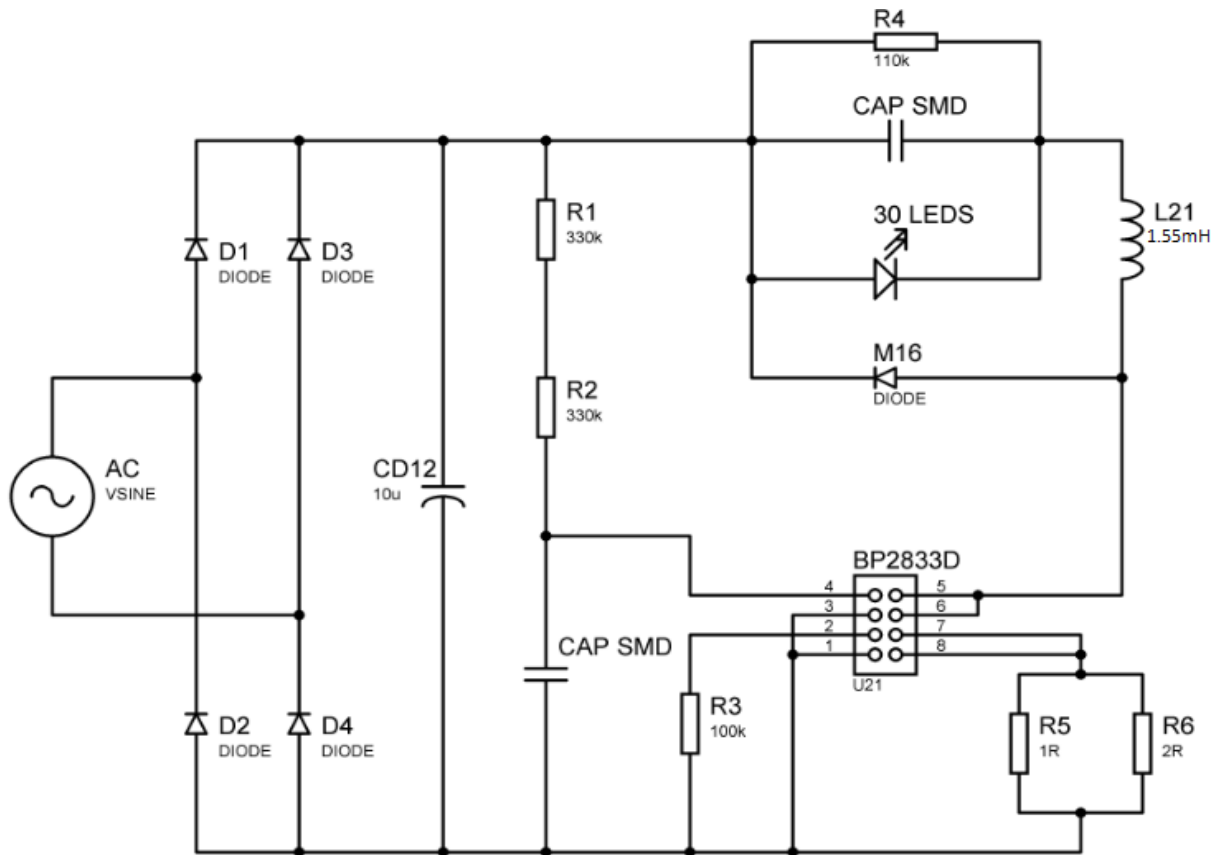 R4
110k
CAP SMD
30 LEDS
L21
1.55mH
R1
330k
D1
DIODE
D3
DIODE
M16
DIODE
R2
330k
AC
VSINE
CD12
10u
BP2833D
4
5
3
6
2
7
1
8
U21
CAP SMD
R3
100k
D2
DIODE
D4
DIODE
R5
1R
R6
2R